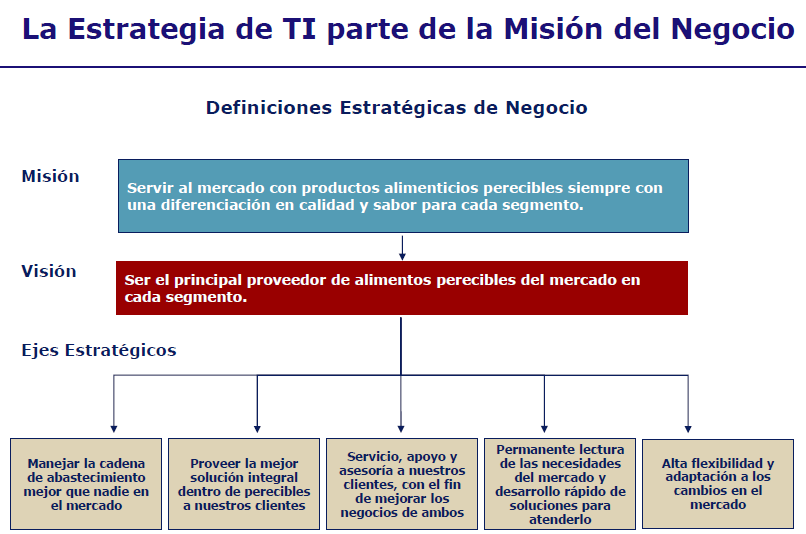 La Estrategia de TI parte de la Misión del Negocio
Definiciones Estratégicas de Negocio
Misión
Servir al mercado con productos alimenticios perecibles siempre con
una diferenciación en calidad y sabor para cada segmento.
Visión
Ser el principal proveedor de alimentos perecibles del mercado en
cada segmento.
Ejes Estratégicos
Manejar la cadena
de abastecimiento
mejor que nadie en
el mercado
Proveer la mejor
solución integral
dentro de perecibles
a nuestros clientes
Servicio, apoyo y
asesoría a nuestros
clientes, con el fin
de mejorar los
negocios de ambos
Permanente lectura
de las necesidades
del mercado y
desarrollo rápido de
soluciones para
atenderlo
Alta flexibilidad y
adaptación a los
cambios en el
mercado